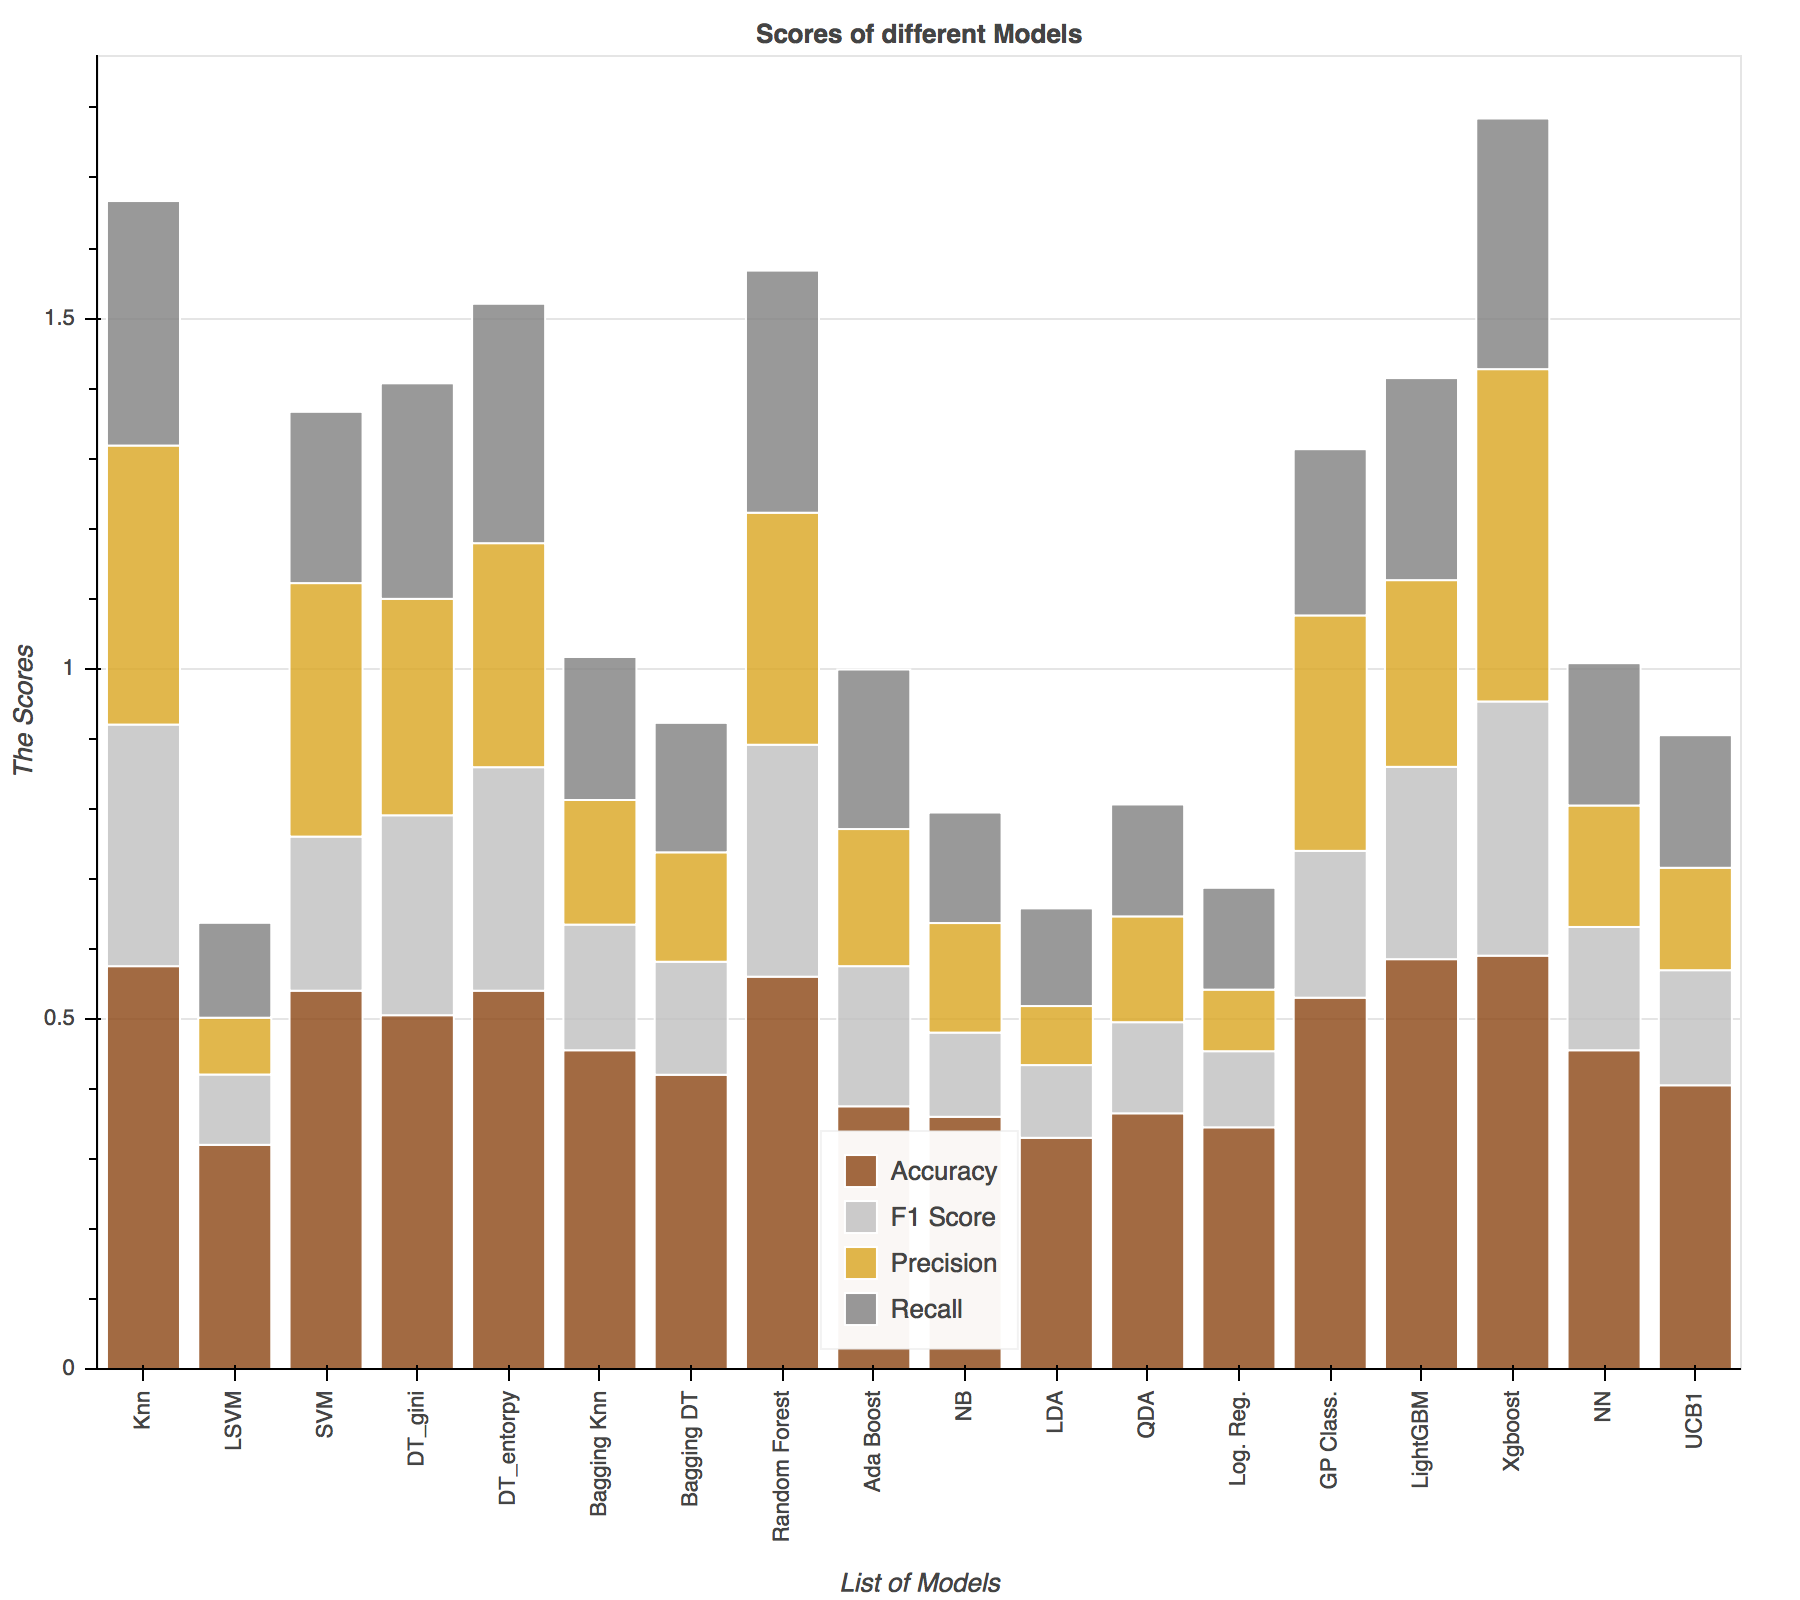 Scores of different Models
The Scores
1.5
1
0.5
0
Accuracy
F1 Score
Precision
Recall
Knn
LSVM
SVM
DT_gini
DT_entorpy
Bagging Knn
Bagging DT
Random Forest
Ada Boost
NB
LDA
QDA
Log. Reg.
GP Class.
LightGBM
Xgboost
NN
UCB1
List of Models